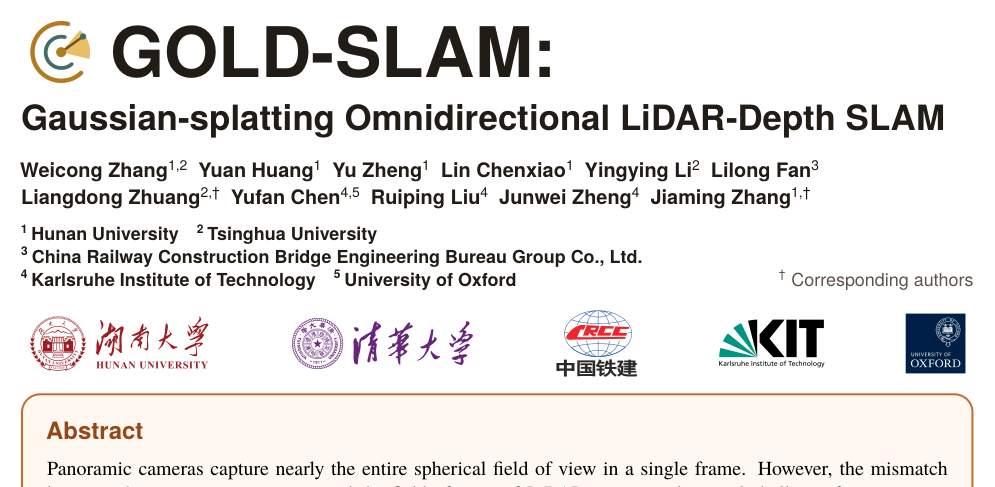 GOLD-SLAM:
Gaussian-splatting Omnidirectional LiDAR-Depth SLAM
Weicong Zhang1,2 Yuan Huang1 Yu Zheng1 Lin Chenxiao1 Yingying Li2 Lilong Fan3
Liangdong Zhuang2,† Yufan Chen4,5 Ruiping Liu4 Junwei Zheng4 Jiaming Zhang1,†
1 Hunan University 2 Tsinghua University
3 China Railway Construction Bridge Engineering Bureau Group Co., Ltd.
4 Karlsruhe Institute of Technology 5 University of Oxford † Corresponding authors
湖南大学
HUNAN UNIVERSITY
清華大学
CRCC
中国铁建
KIT
Karlsruhe Institute of Technology
UNIVERSITY OF
OXFORD
Abstract
Panoramic cameras capture nearly the entire spherical field of view in a single frame. However, the mismatch